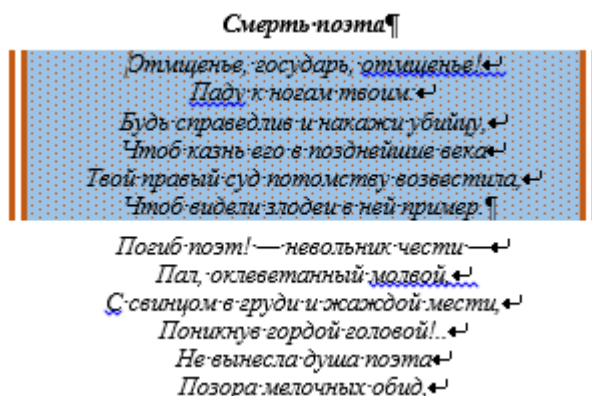 Смерть поэта
Отмщенье, государь, отмщенье!
Паду к ногам твоим:
Будь справедлив и накажи убийцу,
Чтоб казнь его в позднейшие века
Твой правый суд потомству возвестила,
Чтоб видели злодеи в ней пример.
Погиб поэт! — невольник чести —
Пал, оклеветанный молвой,
С свинцом в груди и жаждой мести,
Поникнув гордой головой!..
Не вынесла душа поэта
Позора мелочных обид,